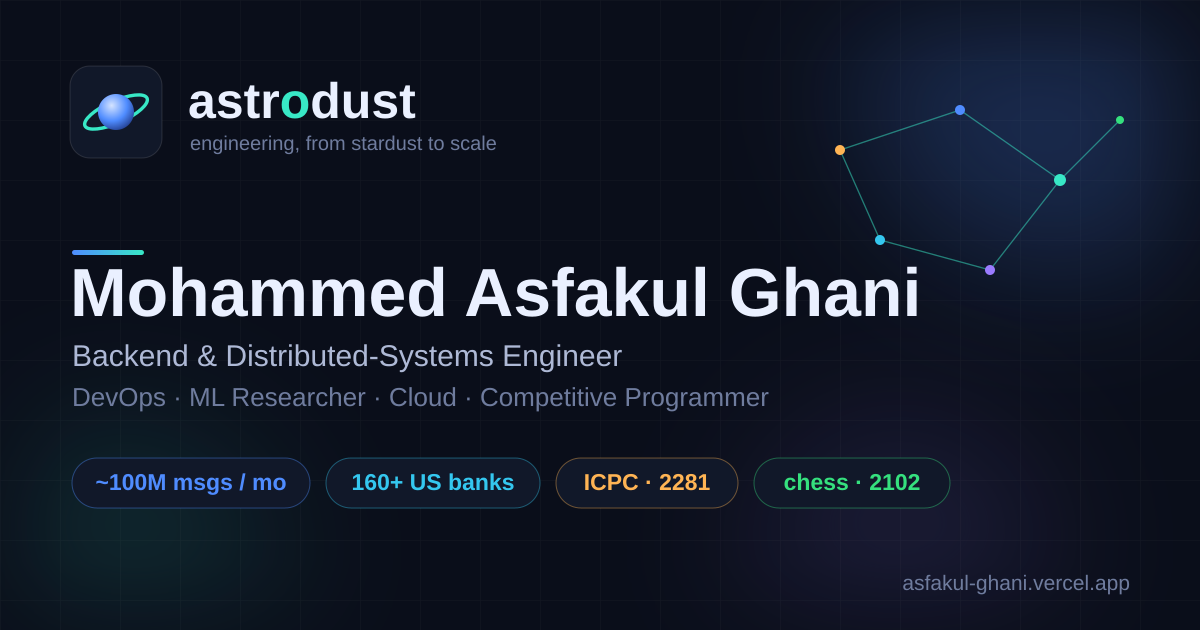 astrodust
engineering, from stardust to scale
Mohammed Asfakul Ghani
Backend & Distributed-Systems Engineer
DevOps · ML Researcher · Cloud · Competitive Programmer
~100M msgs / mo
160+ US banks
ICPC · 2281
chess · 2102
asfakul-ghani.vercel.app